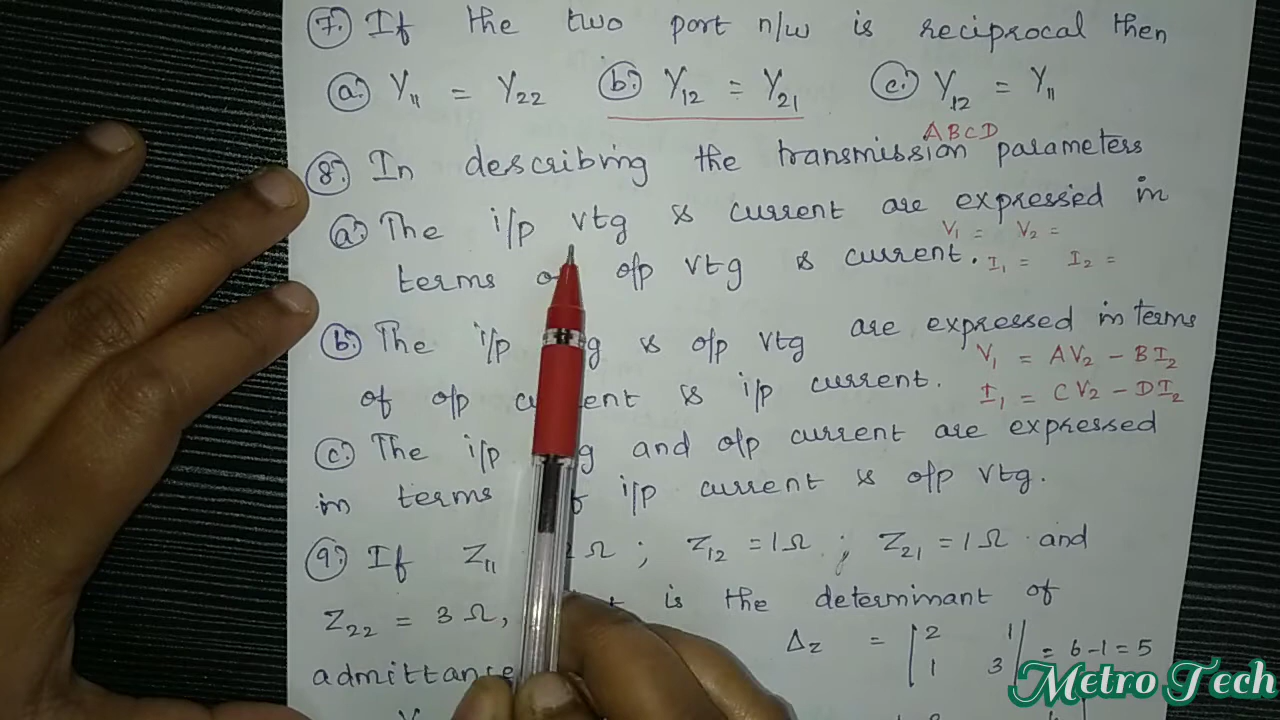 7. If the two port n/w is reciprocal then
a. Y11 = Y22 b. Y12 = Y21 c. Y12 = Y11
ABCD
8. In describing the transmission parameters
a. The i/p vtg & current are expressed in
V1 = V2 =
terms o/p vtg & current.
I1 = I2 =
b. The i/p & o/p vtg are expressed in terms
V1 = AV2 - BI2
of o/p & i/p current.
I1 = CV2 - DI2
c. The i/p and o/p current are expressed
in terms i/p current & o/p vtg.
9. If Z11 2Ω ; Z12 = 1Ω ; Z21 = 1Ω and
Z22 = 3Ω, is the determinant of
Δz = |2 1| = 6-1=5
|1 3|
admittance
Metro Tech